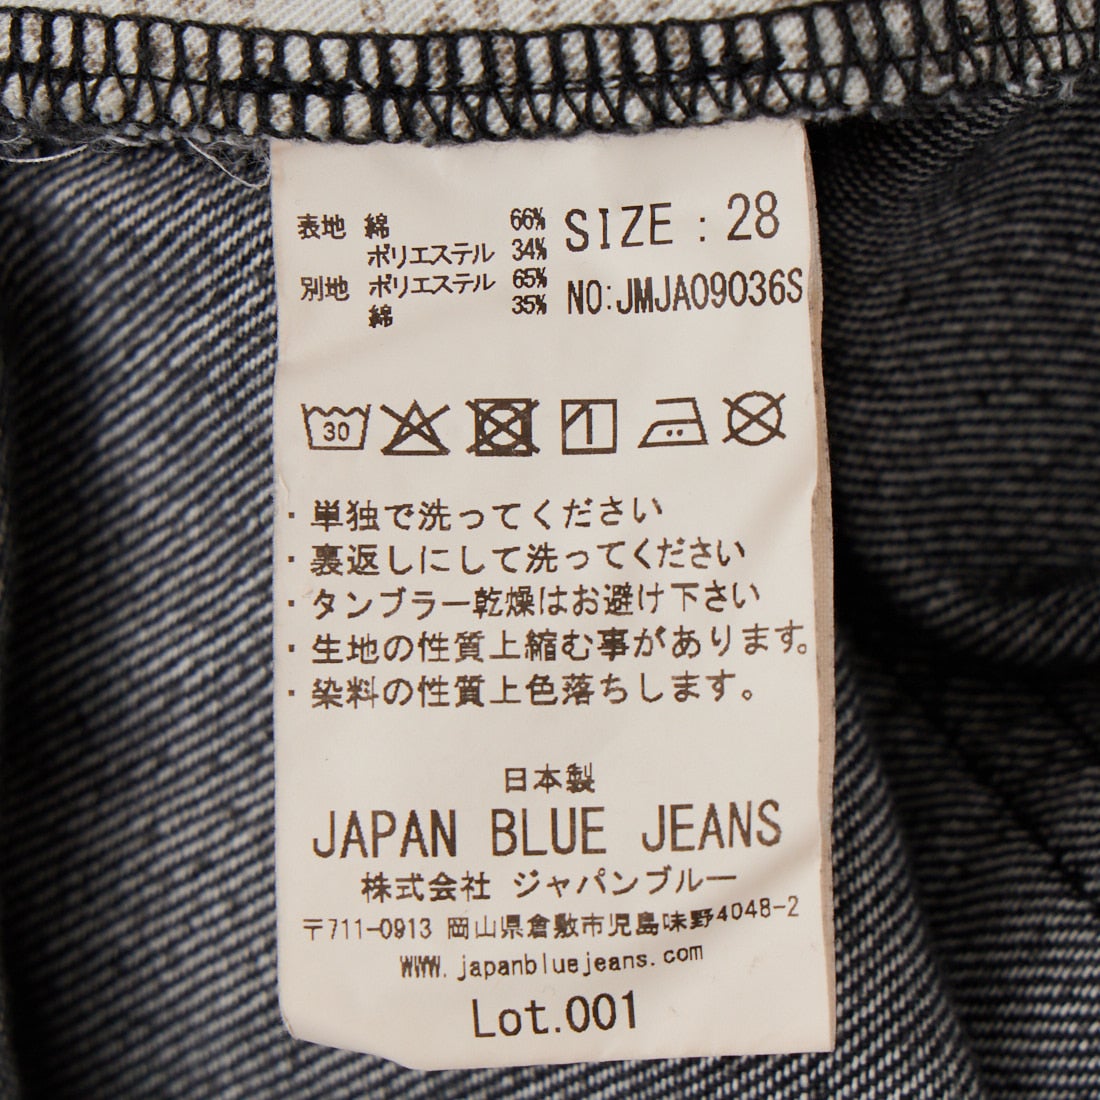 表地 綿 66% SIZE : 28
ポリエステル 34%
別地 ポリエステル 65% NO:JMJA09036S
綿 35%
30
・単独で洗ってください
・裏返しにして洗ってください
・タンブラー乾燥はお避け下さい
・生地の性質上縮む事があります。
・染料の性質上色落ちします。
日本製
JAPAN BLUE JEANS
株式会社 ジャパンブルー
〒711-0913 岡山県倉敷市児島味野4048-2
www.japanbluejeans.com
Lot.001